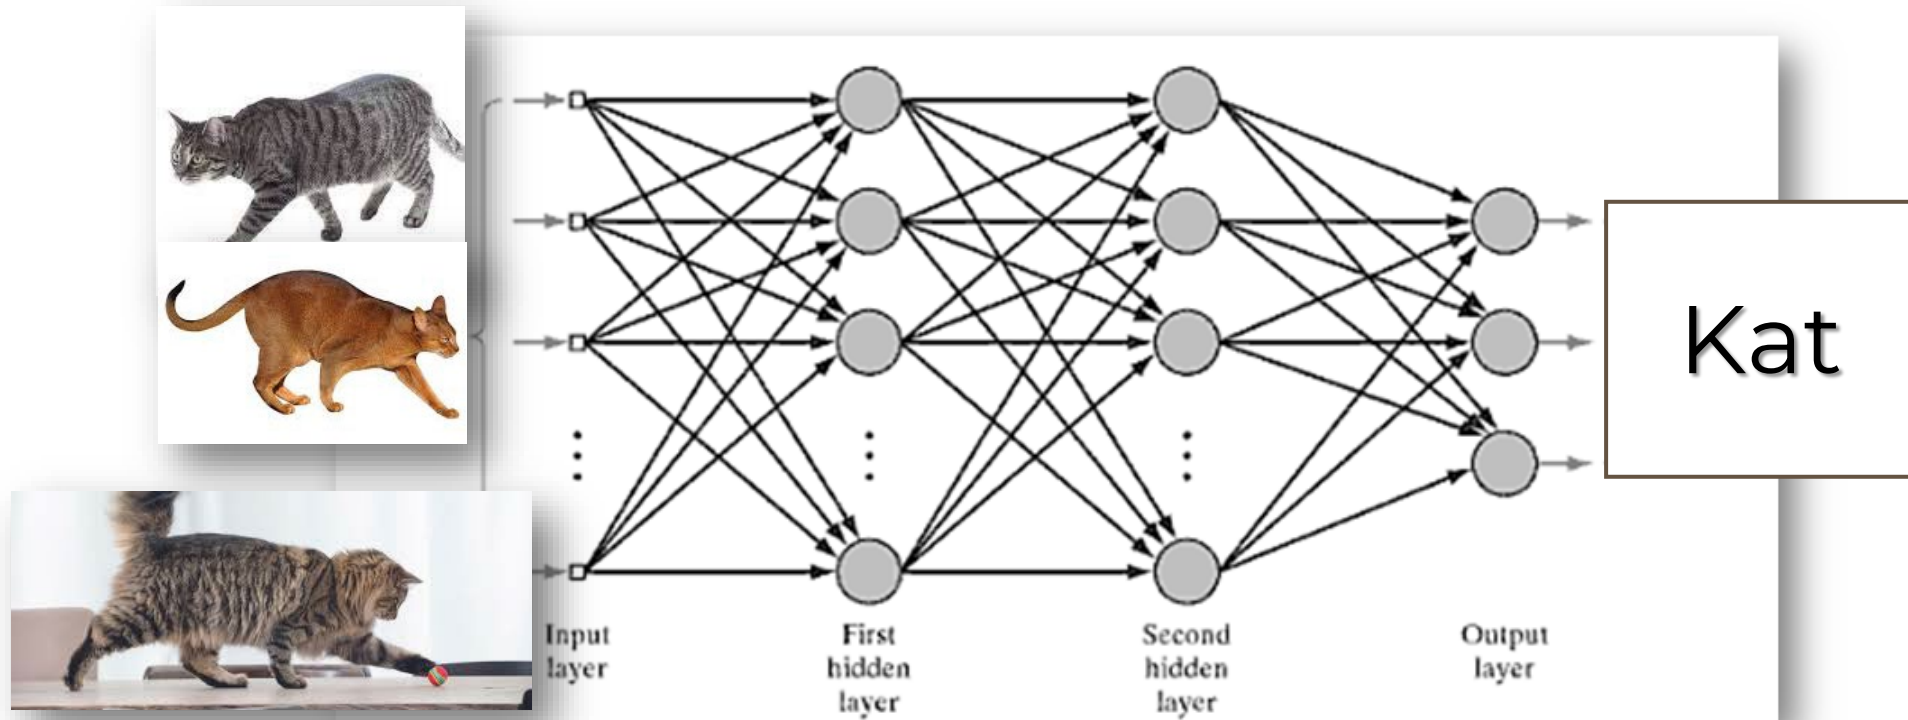 Kat
Input
layer
First
hidden
layer
Second
hidden
layer
Output
layer